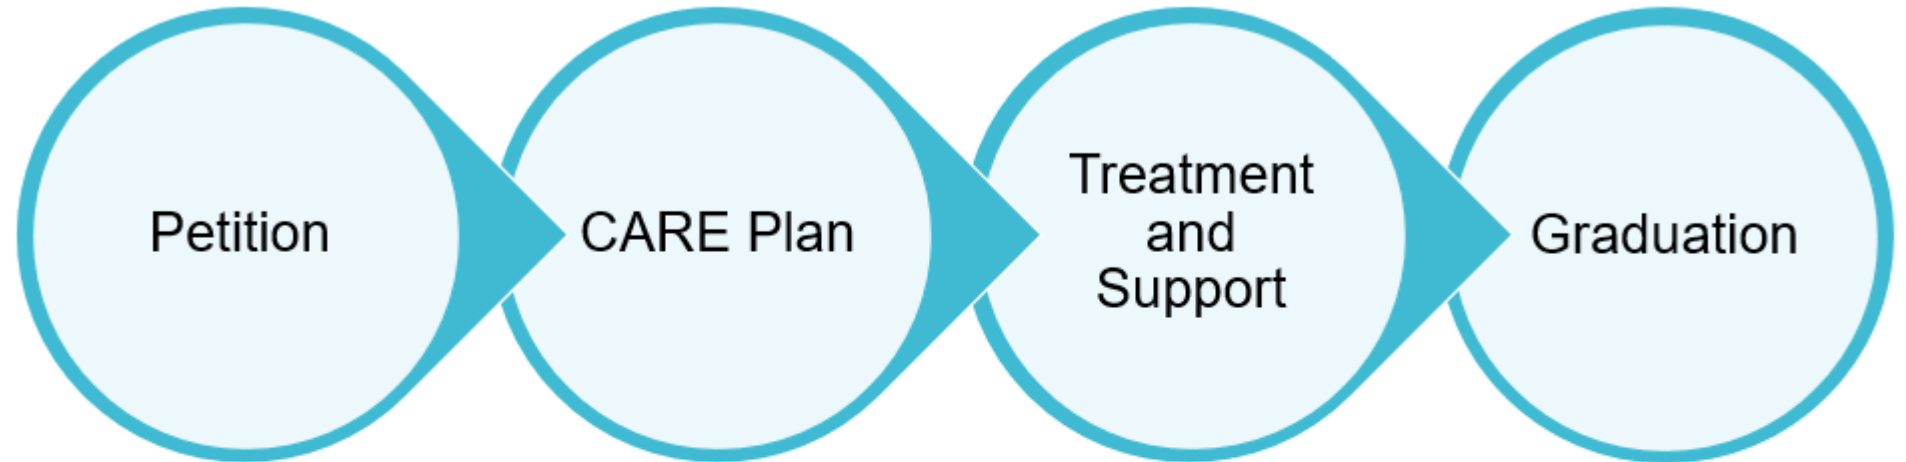 Petition
CARE Plan
Treatment
and
Support
Graduation